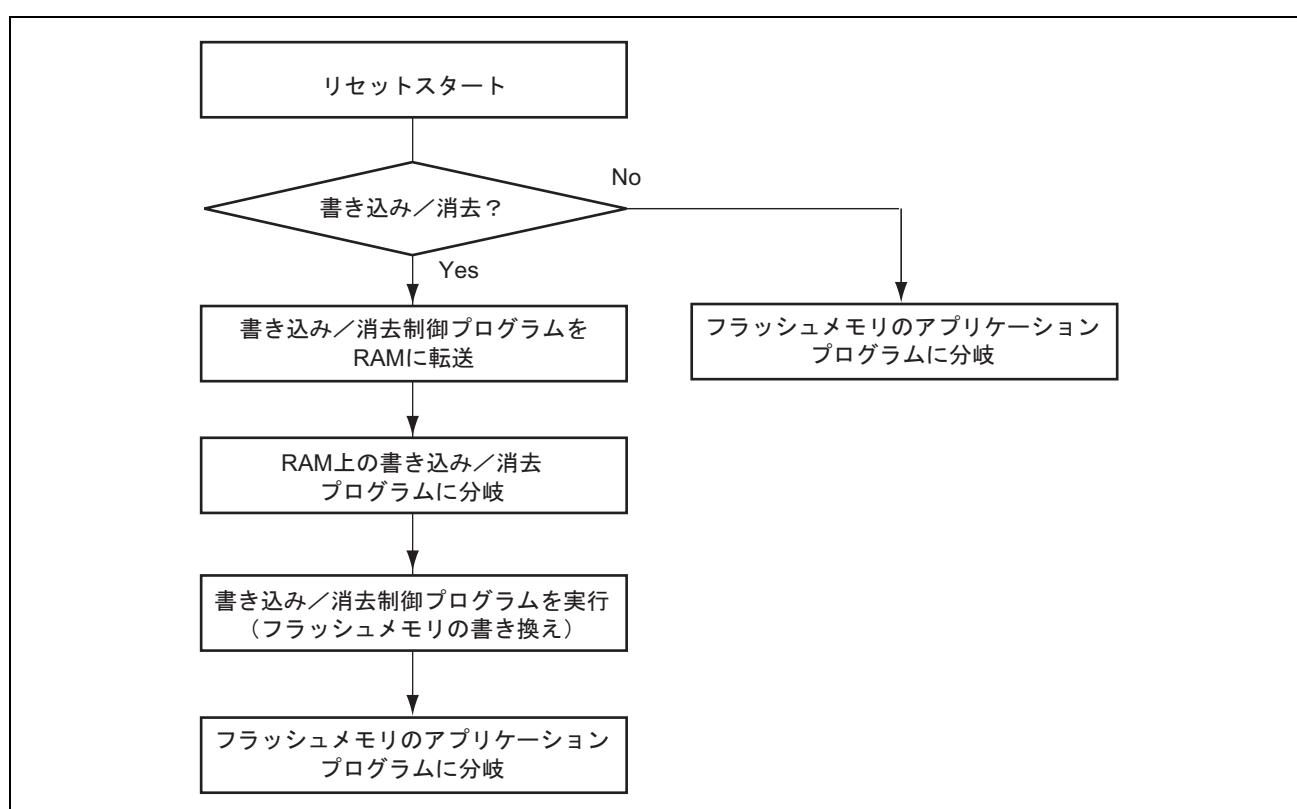 リセットスタート
書き込み／消去？
No
Yes
書き込み／消去制御プログラムを
RAMに転送
フラッシュメモリのアプリケーション
プログラムに分岐
RAM上の書き込み／消去
プログラムに分岐
書き込み／消去制御プログラムを実行
（フラッシュメモリの書き換え）
フラッシュメモリのアプリケーション
プログラムに分岐